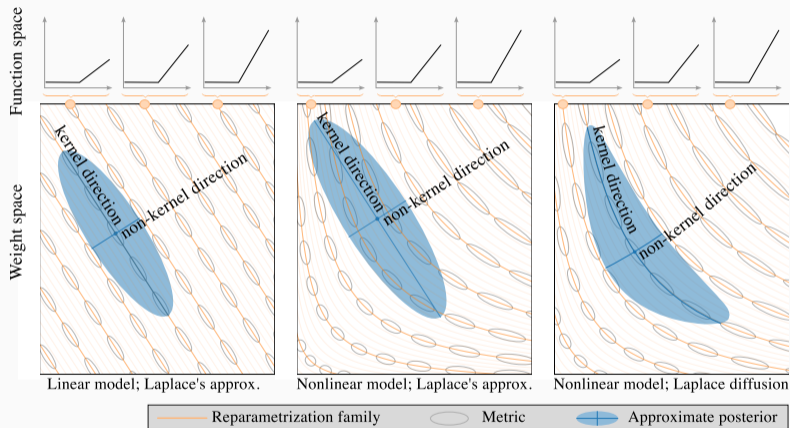 Function space
Weight space
kernel direction
non-kernel direction
kernel direction
non-kernel direction
kernel direction
non-kernel direction
Linear model; Laplace's approx.
Nonlinear model; Laplace's approx.
Nonlinear model; Laplace diffusion
Reparametrization family
Metric
Approximate posterior